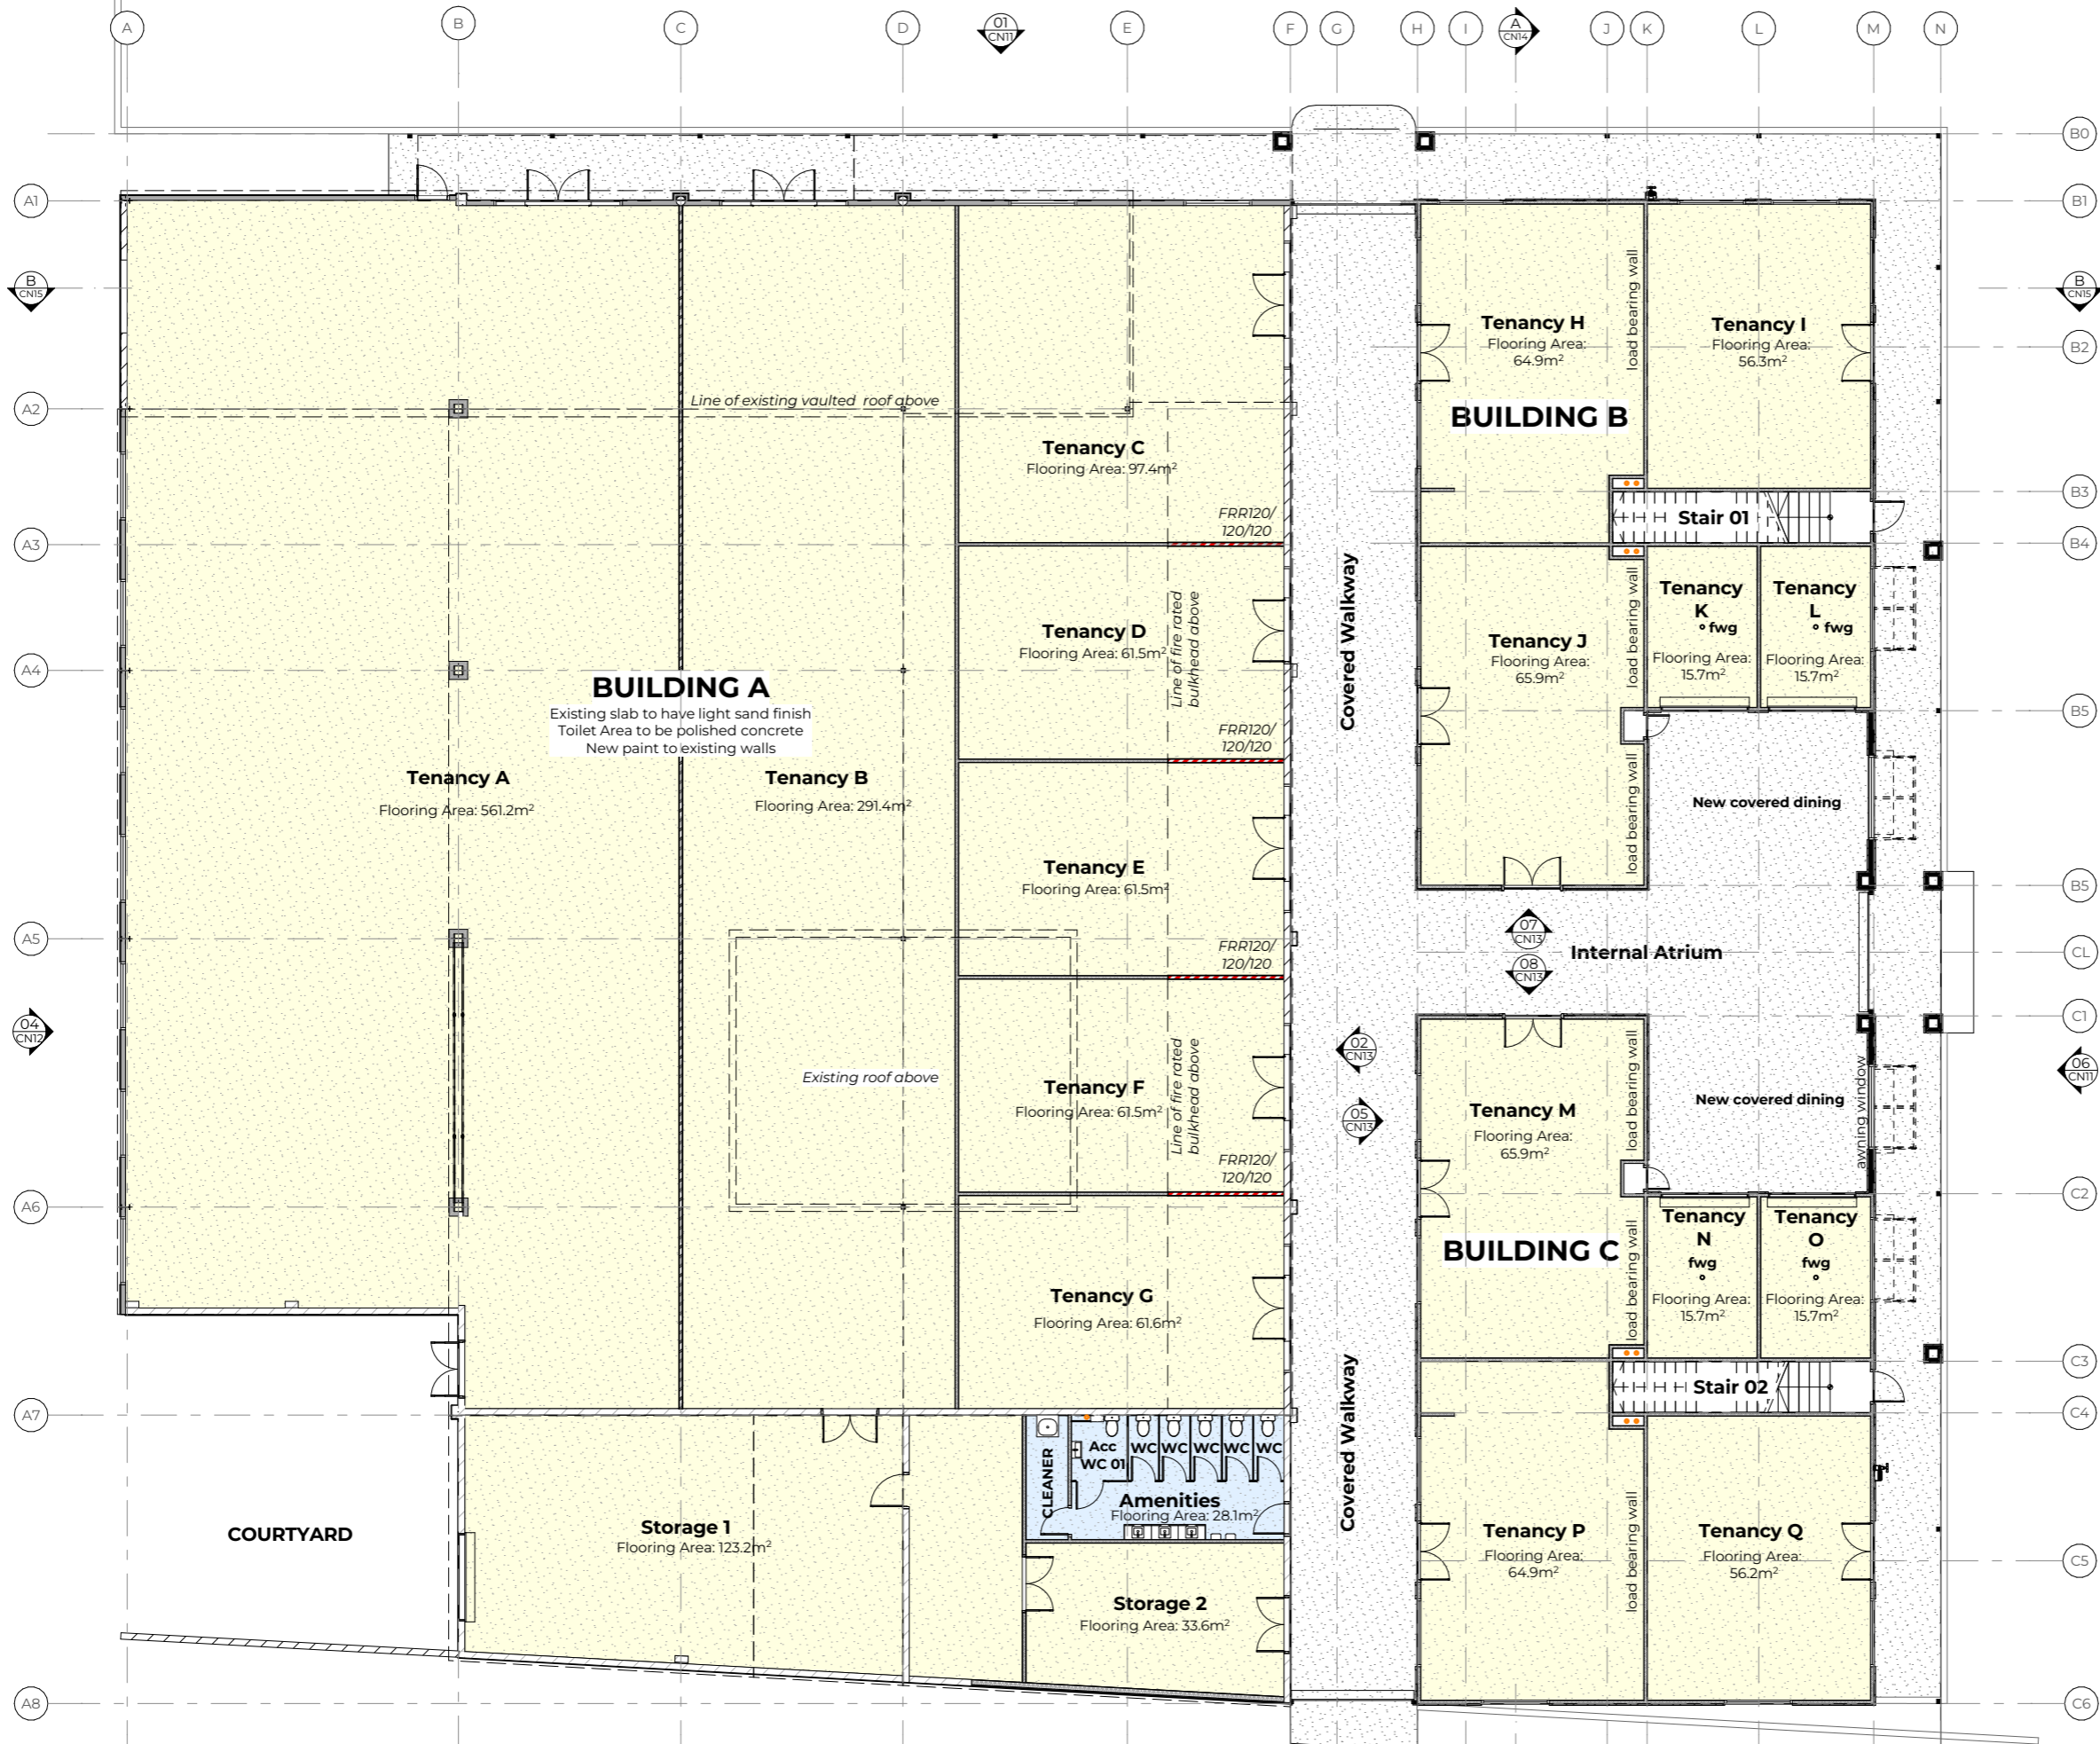 A
B
C
D
01
CN11
E
F
G
H
I
A
CN14
J
K
L
M
N
B0
A1
B1
B
CN15
B
CN15
Tenancy H
Flooring Area:
64.9m²
load bearing wall
Tenancy I
Flooring Area:
56.3m²
B2
A2
Line of existing vaulted roof above
BUILDING B
Tenancy C
Flooring Area: 97.4m²
B3
FRR120/
120/120
Stair 01
A3
B4
Covered Walkway
Tenancy D
Flooring Area: 61.5m²
Line of fire rated
bulkhead above
Tenancy J
Flooring Area:
65.9m²
load bearing wall
Tenancy
K
fwg
Flooring Area:
15.7m²
Tenancy
L
fwg
Flooring Area:
15.7m²
A4
B5
BUILDING A
Existing slab to have light sand finish
Toilet Area to be polished concrete
New paint to existing walls
FRR120/
120/120
Tenancy A
Flooring Area: 561.2m²
Tenancy B
Flooring Area: 291.4m²
load bearing wall
New covered dining
Tenancy E
Flooring Area: 61.5m²
B5
A5
FRR120/
120/120
07
CN13
08
CN13
Internal Atrium
CL
04
CN12
C1
02
CN13
06
CN11
Existing roof above
Tenancy F
Flooring Area: 61.5m²
Line of fire rated
bulkhead above
05
CN13
Tenancy M
Flooring Area:
65.9m²
load bearing wall
New covered dining
awning window
FRR120/
120/120
A6
C2
BUILDING C
load bearing wall
Tenancy
N
fwg
Flooring Area:
15.7m²
Tenancy
O
fwg
Flooring Area:
15.7m²
Tenancy G
Flooring Area: 61.6m²
C3
Stair 02
A7
C4
Covered Walkway
CLEANER
Acc
WC 01
WC
WC
WC
WC
WC
Amenities
Flooring Area: 28.1m²
COURTYARD
Storage 1
Flooring Area: 123.2m²
Tenancy P
Flooring Area:
64.9m²
load bearing wall
Tenancy Q
Flooring Area:
56.2m²
C5
Storage 2
Flooring Area: 33.6m²
A8
C6